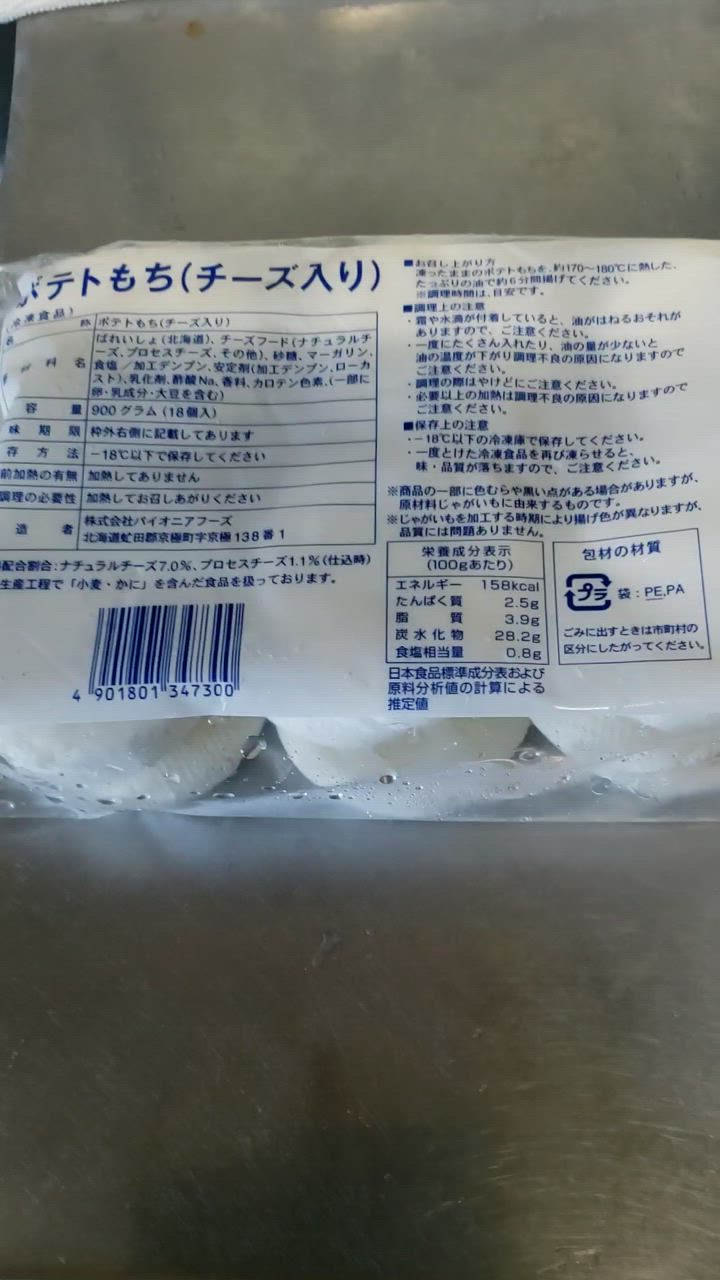 ポテトもち(チーズ入り)
(冷凍食品)
名 称 ポテトもち(チーズ入り)
材 料 名 ばれいしょ(北海道)、チーズフード(ナチュラルチ
ーズ、プロセスチーズ、その他)、砂糖、マーガリン、
食塩／加工デンプン、安定剤(加工デンプン、ローカ
スト)、乳化剤、酢酸Na、香料、カロテン色素、(一部に
卵・乳成分・大豆を含む)
容 量 900グラム(18個入)
味 期 限 枠外右側に記載してあります
存 方 法 −18℃以下で保存してください
前加熱の有無 加熱してありません
調理の必要性 加熱してお召しあがりください
造 者 株式会社パイオニアフーズ
北海道虻田郡京極町字京極138番1
配合割合:ナチュラルチーズ7.0%、プロセスチーズ1.1%(仕込時)
生産工程で「小麦・かに」を含んだ食品を扱っております。
4 901801 347300
■お召し上がり方
凍ったままのポテトもちを、約170〜180℃に熱した、
たっぷりの油で約6分間揚げてください。
※調理時間は、目安です。
■調理上の注意
・霜や水滴が付着していると、油がはねるおそれが
ありますので、ご注意ください。
・一度にたくさん入れたり、油の量が少ないと
油の温度が下がり調理不良の原因になりますので
ご注意ください。
・調理の際はやけどにご注意ください。
・必要以上の加熱は調理不良の原因になりますので
ご注意ください。
■保存上の注意
・−18℃以下の冷凍庫で保存してください。
・一度とけた冷凍食品を再び凍らせると、
味・品質が落ちますので、ご注意ください。
※商品の一部に色むらや黒い点がある場合がありますが、
原材料じゃがいもに由来するものです。
※じゃがいもを加工する時期により揚げ色が異なりますが、
品質には問題ありません。
栄養成分表示
(100gあたり)
エネルギー 158kcal
たんぱく質 2.5g
脂 質 3.9g
炭水化物 28.2g
食塩相当量 0.8g
日本食品標準成分表および
原料分析値の計算による
推定値
包材の材質
プラ 袋：PE,PA
ごみに出すときは市町村の
区分にしたがってください。